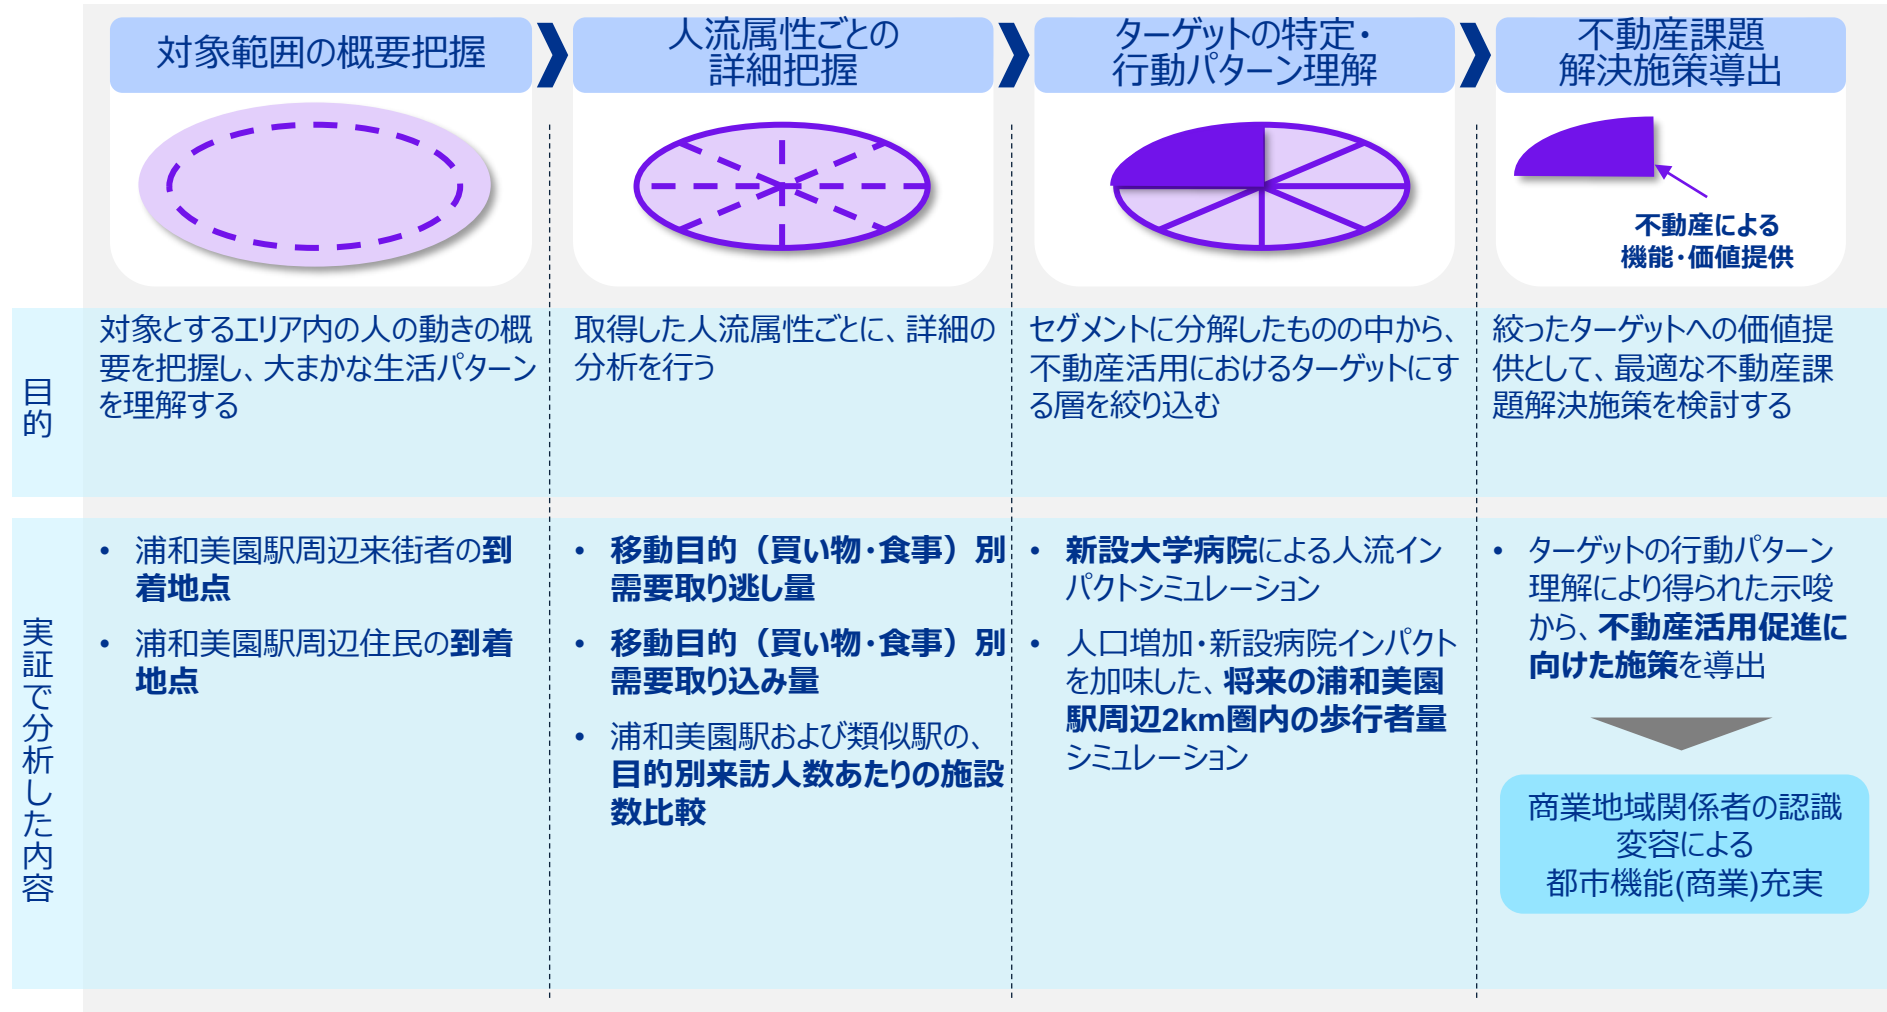 対象範囲の概要把握
人流属性ごとの
詳細把握
ターゲットの特定・
行動パターン理解
不動産課題
解決施策導出
不動産による
機能・価値提供
目的
対象とするエリア内の人の動きの概
要を把握し、大まかな生活パターン
を理解する
取得した人流属性ごとに、詳細の
分析を行う
セグメントに分解したものの中から、
不動産活用におけるターゲットにす
る層を絞り込む
絞ったターゲットへの価値提
供として、最適な不動産課
題解決施策を検討する
実証で分析した内容
• 浦和美園駅周辺来街者の到
着地点
• 浦和美園駅周辺住民の到着
地点
• 移動目的（買い物・食事）別
需要取り逃し量
• 移動目的（買い物・食事）別
需要取り込み量
• 浦和美園駅および類似駅の、
目的別来訪人数あたりの施設
数比較
• 新設大学病院による人流イン
パクトシミュレーション
• 人口増加・新設病院インパクト
を加味した、将来の浦和美園
駅周辺2km圏内の歩行者量
シミュレーション
• ターゲットの行動パターン
理解により得られた示唆
から、不動産活用促進に
向けた施策を導出
商業地域関係者の認識
変容による
都市機能(商業)充実